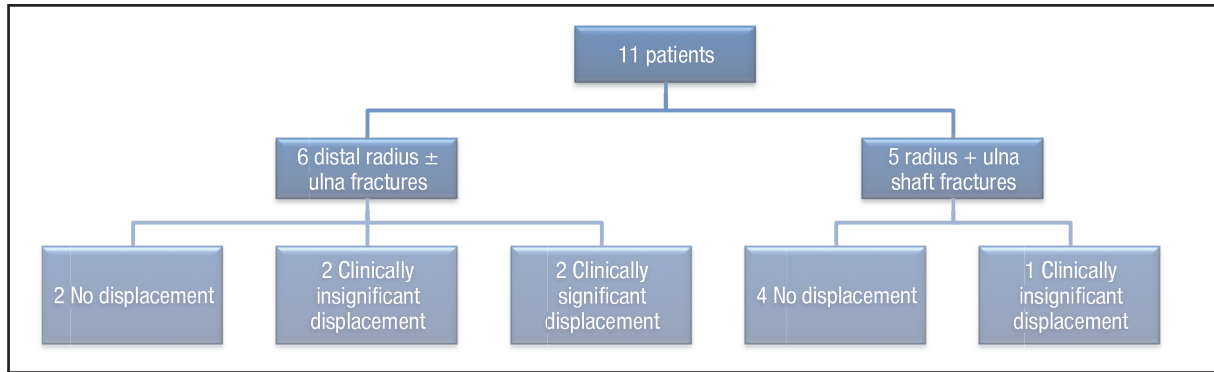 11 patients
6 distal radius ±
ulna fractures
5 radius + ulna
shaft fractures
2 No displacement
2 Clinically
insignificant
displacement
2 Clinically
significant
displacement
4 No displacement
1 Clinically
insignificant
displacement